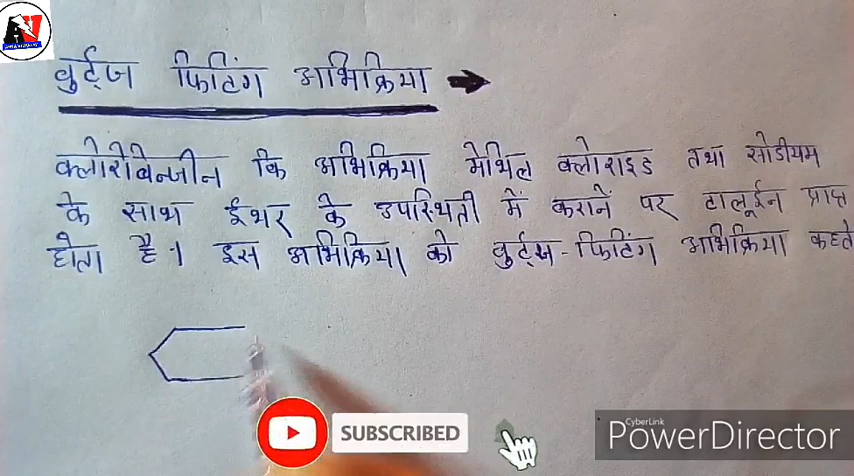 वुर्ट्ज फिटिंग अभिक्रिया
क्लोरोबेन्जीन कि अभिक्रिया मेथिल क्लोराइड तथा सोडीयम
के साथ ईथर के उपस्थिती में करानें पर टालूईन प्राप्त
होता है। इस अभिक्रिया को वुर्ट्ज-फिटिंग अभिक्रिया कहते
SUBSCRIBED
CyberLink
PowerDirector